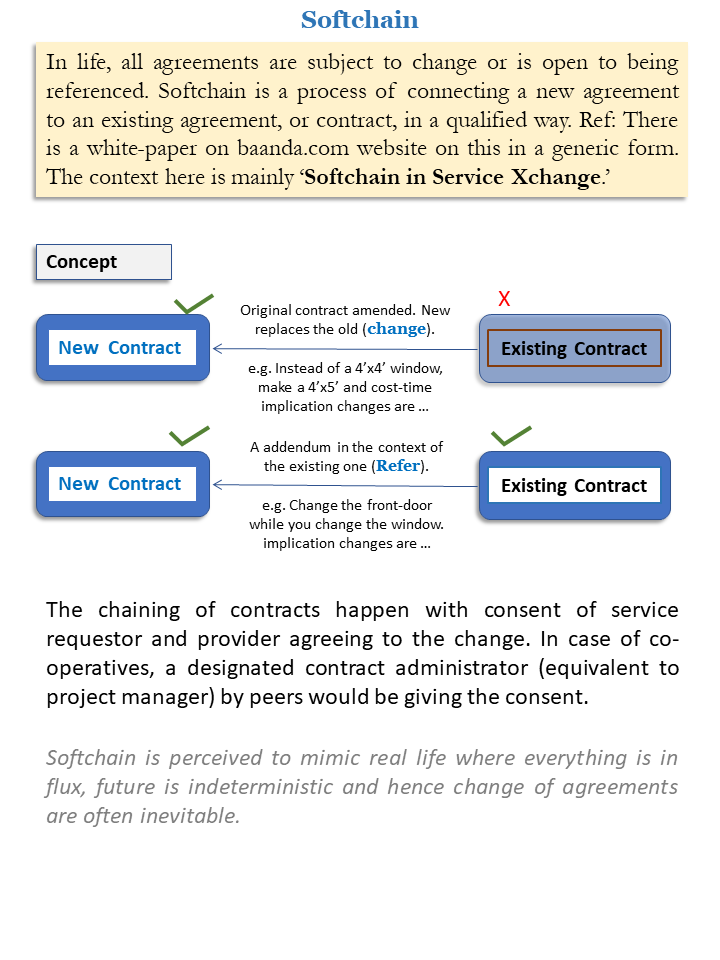 Softchain
In life, all agreements are subject to change or is open to being
referenced. Softchain is a process of connecting a new agreement
to an existing agreement, or contract, in a qualified way. Ref: There
is a white-paper on baanda.com website on this in a generic form.
The context here is mainly ‘Softchain in Service Xchange.’
Concept
X
Original contract amended. New
replaces the old (change).
New Contract
Existing Contract
e.g. Instead of a 4’x4’ window,
make a 4’x5’ and cost-time
implication changes are …
A addendum in the context of
the existing one (Refer).
New Contract
Existing Contract
e.g. Change the front-door
while you change the window.
implication changes are …
The chaining of contracts happen with consent of service
requestor and provider agreeing to the change. In case of co-
operatives, a designated contract administrator (equivalent to
project manager) by peers would be giving the consent.
Softchain is perceived to mimic real life where everything is in
flux, future is indeterministic and hence change of agreements
are often inevitable.